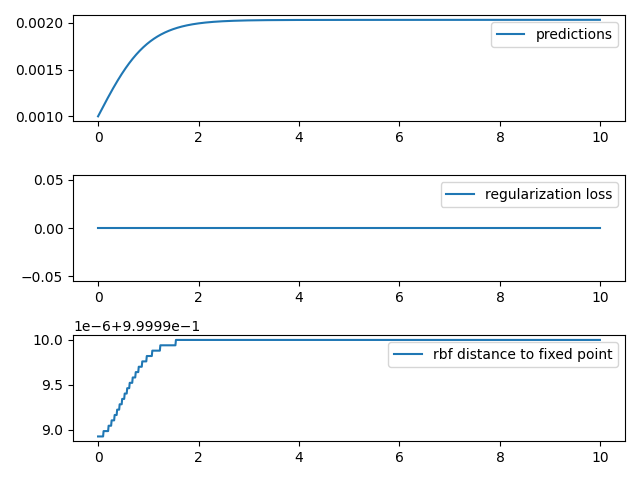 0.0020
0.0015
0.0010
predictions
0 2 4 6 8 10
0.05
0.00
−0.05
regularization loss
0 2 4 6 8 10
1e−6+9.9999e−1
10.0
9.5
9.0
rbf distance to fixed point
0 2 4 6 8 10